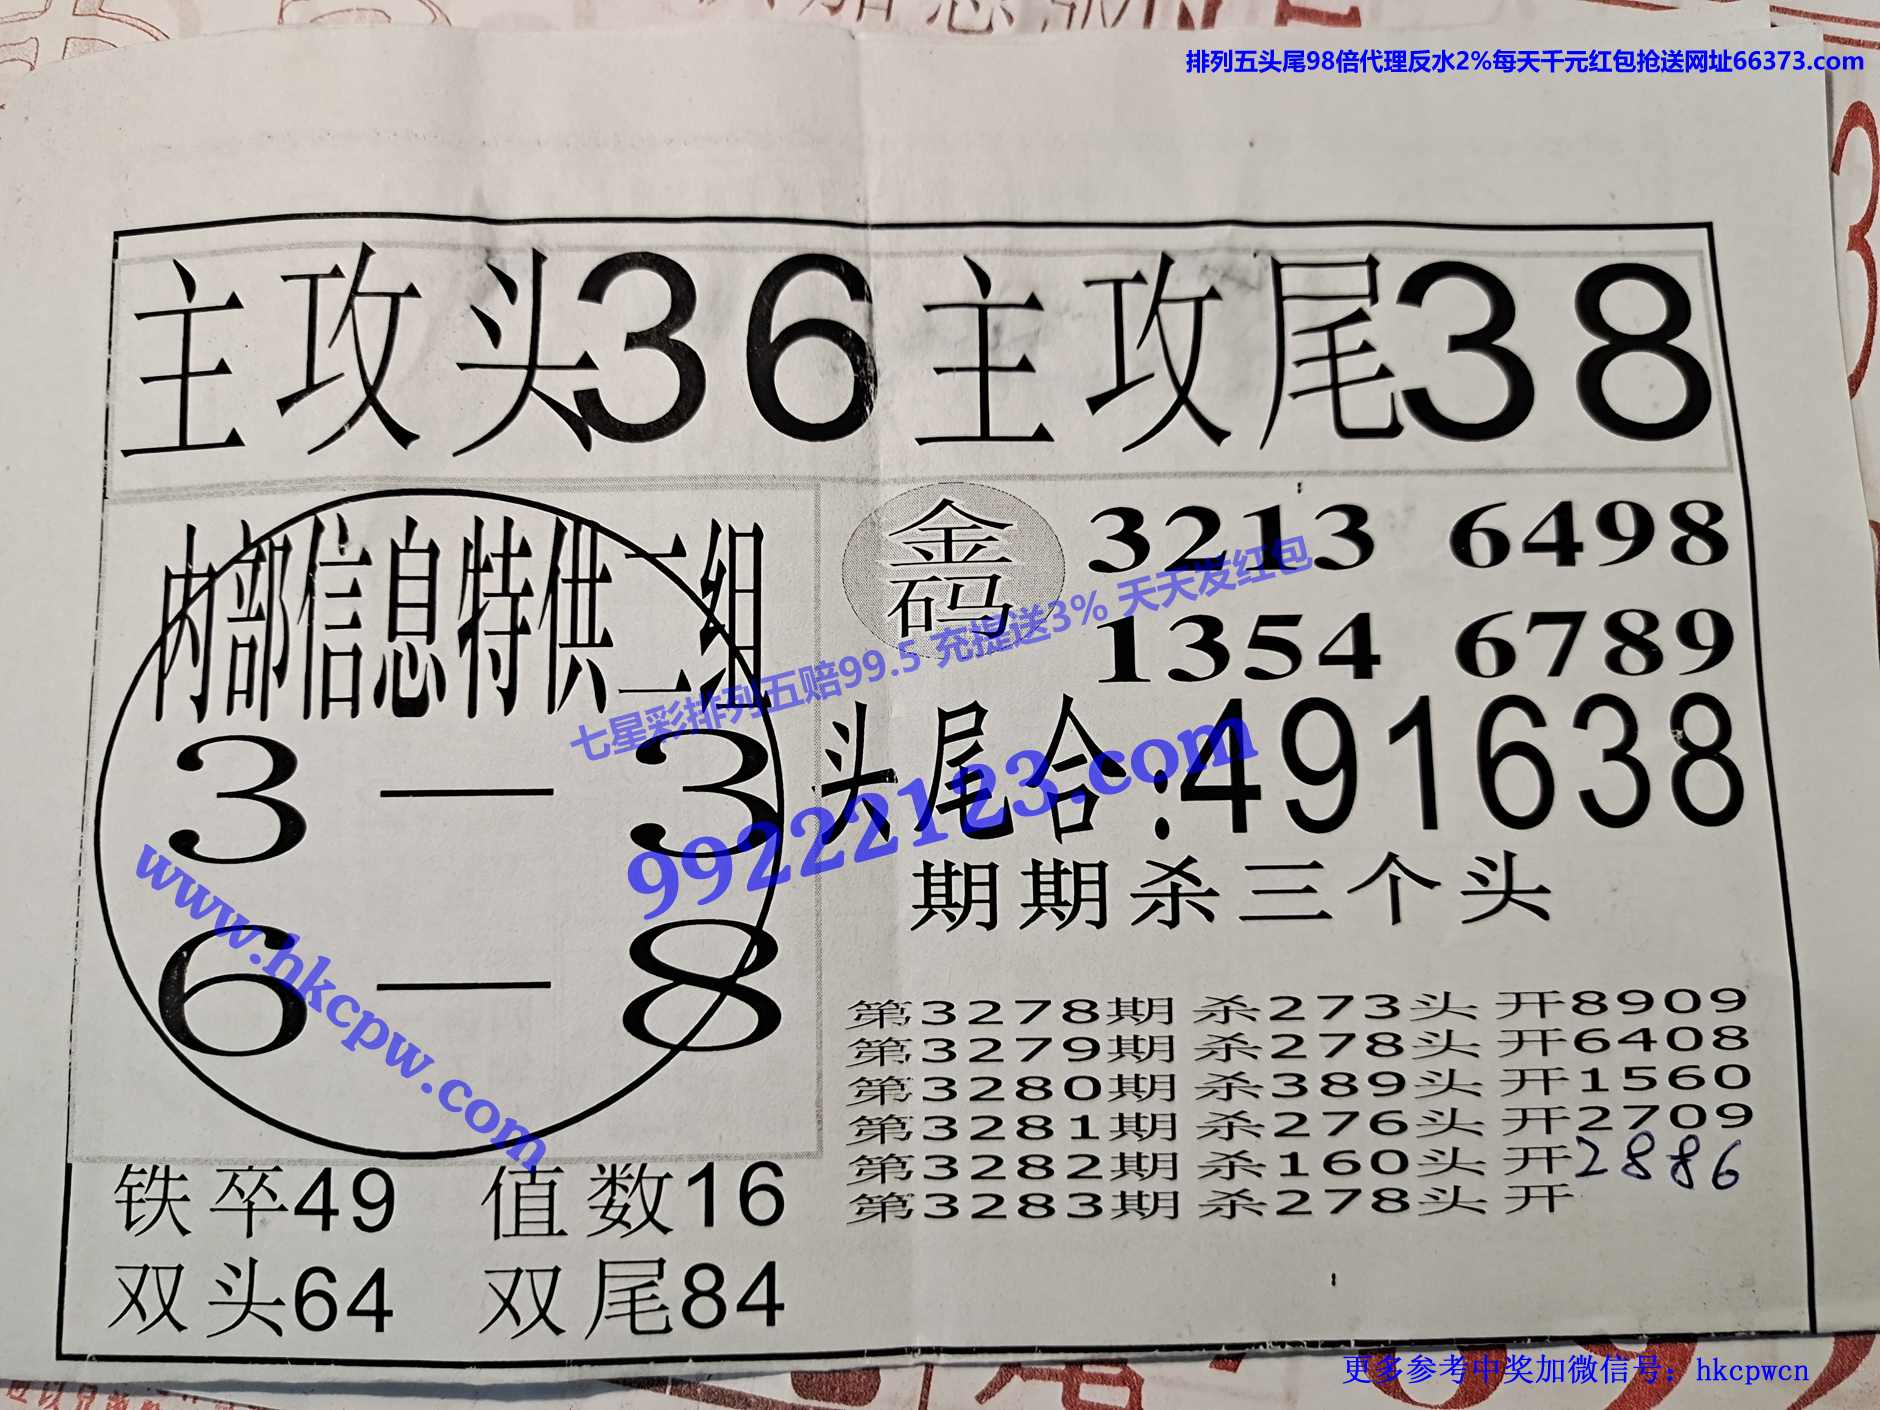 排列五头尾98倍代理反水2%每天千元红包抢送网址66373.com
主攻头36 主攻尾38
内部信息特供二组
3—3
6—8
金码
3213 6498
1354 6789
七星彩排列五赔99.5 充提送3% 天天发红包
99222123.com
www.hkcpw.com
头尾合:491638
期期杀三个头
第3278期 杀273头 开8909
第3279期 杀278头 开6408
第3280期 杀389头 开1560
第3281期 杀276头 开2709
第3282期 杀160头 开2886
第3283期 杀278头 开
铁卒49 值数16
双头64 双尾84
更多参考中奖加微信号：hkcpwcn